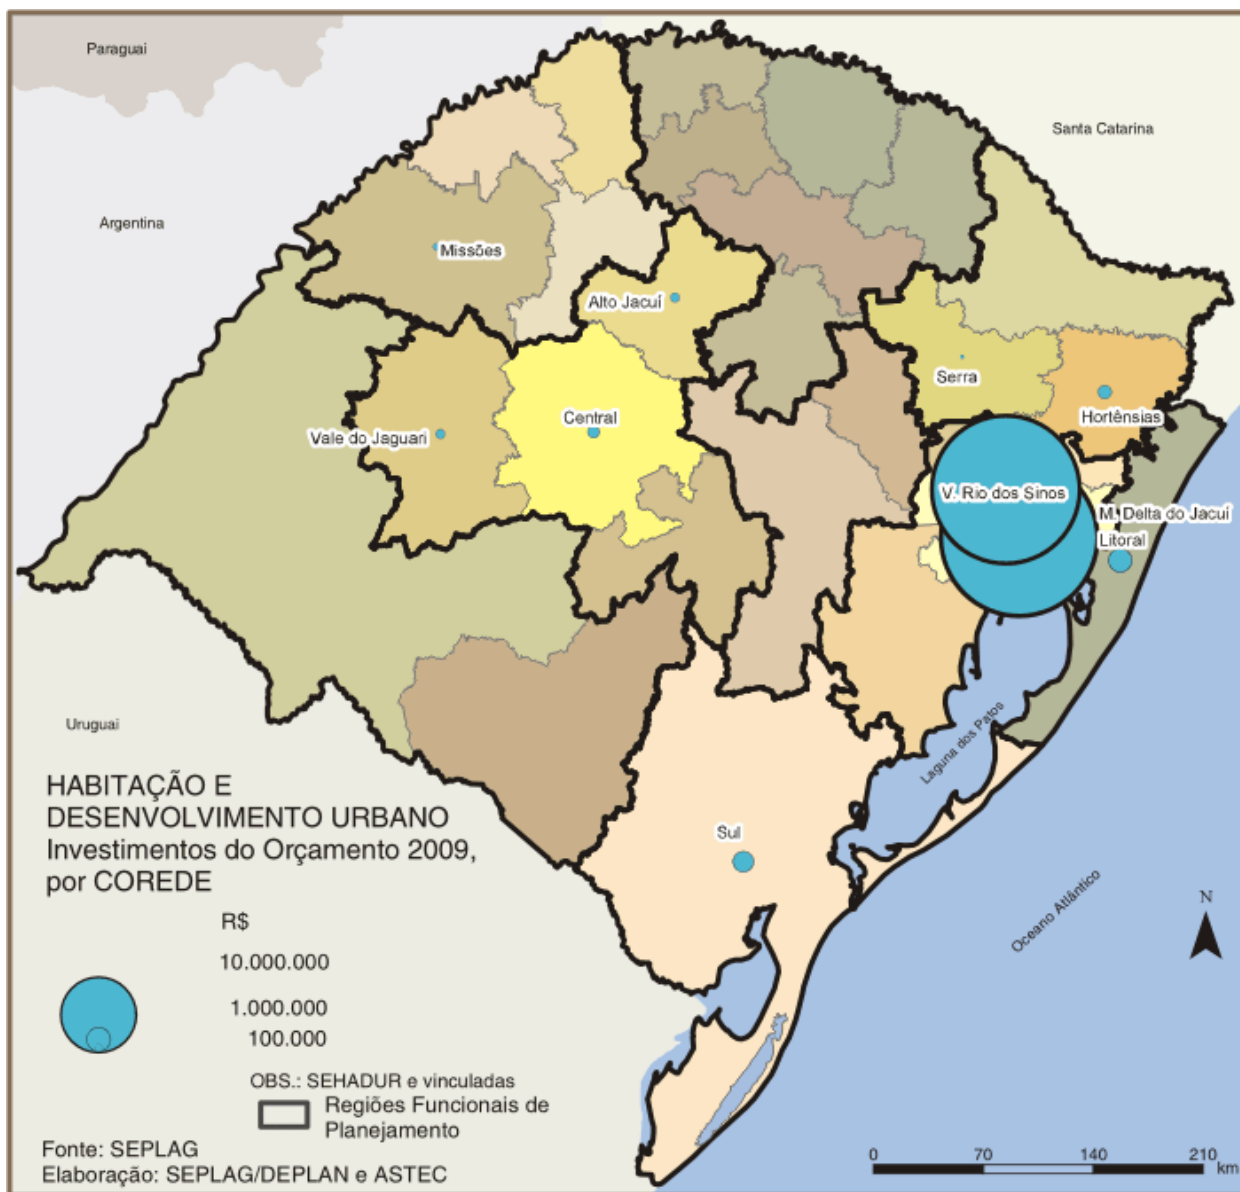 Paraguai
Santa Catarina
Argentina
Missões
Alto Jacuí
Serra
Hortênsias
Central
Vale do Jaguari
V. Rio dos Sinos
M. Delta do Jacuí
Litoral
Uruguai
Laguna dos Patos
HABITAÇÃO E
DESENVOLVIMENTO URBANO
Investimentos do Orçamento 2009,
por COREDE
Sul
Oceano Atlântico
N
R$
10.000.000
1.000.000
100.000
OBS.: SEHADUR e vinculadas
Regiões Funcionais de
Planejamento
Fonte: SEPLAG
Elaboração: SEPLAG/DEPLAN e ASTEC
0 70 140 210
km